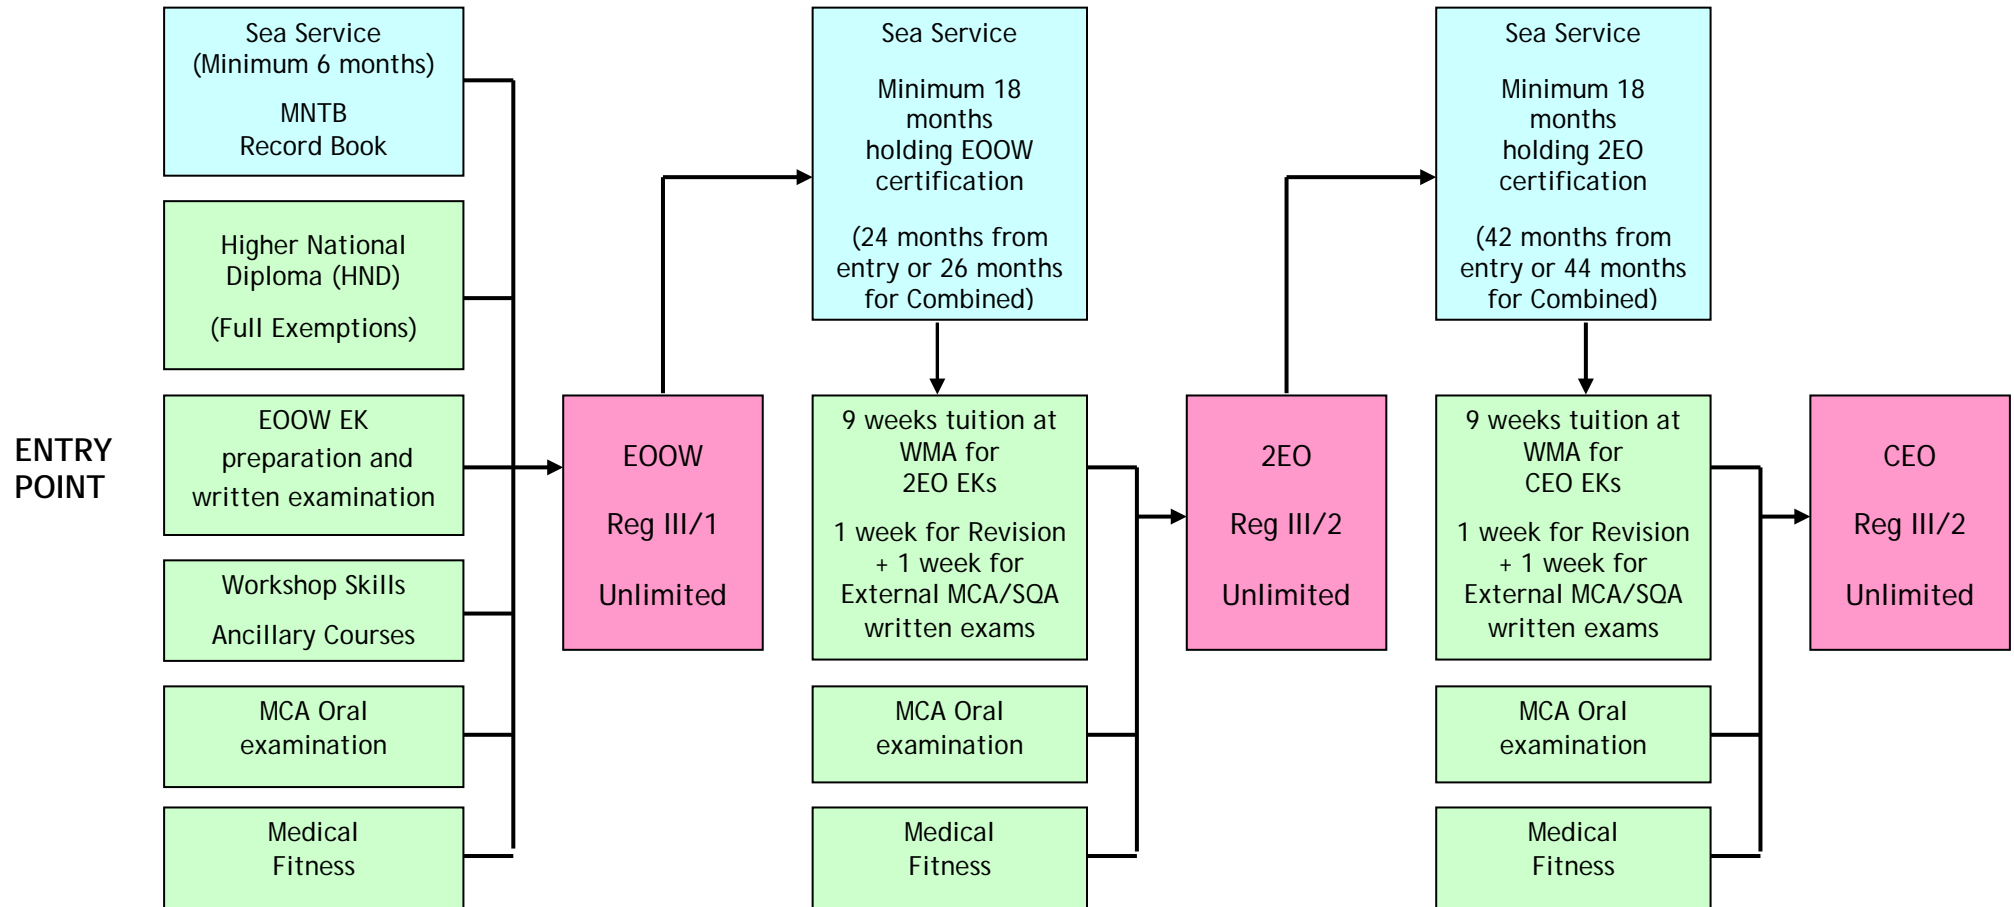 ENTRY
POINT
Sea Service
(Minimum 6 months)
MNTB
Record Book
Higher National
Diploma (HND)
(Full Exemptions)
EOOW EK
preparation and
written examination
Workshop Skills
Ancillary Courses
MCA Oral
examination
Medical
Fitness
EOOW
Reg III/1
Unlimited
Sea Service
Minimum 18
months
holding EOOW
certification
(24 months from
entry or 26 months
for Combined)
9 weeks tuition at
WMA for
2EO EKs
1 week for Revision
+ 1 week for
External MCA/SQA
written exams
MCA Oral
examination
Medical
Fitness
2EO
Reg III/2
Unlimited
Sea Service
Minimum 18
months
holding 2EO
certification
(42 months from
entry or 44 months
for Combined)
9 weeks tuition at
WMA for
CEO EKs
1 week for Revision
+ 1 week for
External MCA/SQA
written exams
MCA Oral
examination
Medical
Fitness
CEO
Reg III/2
Unlimited